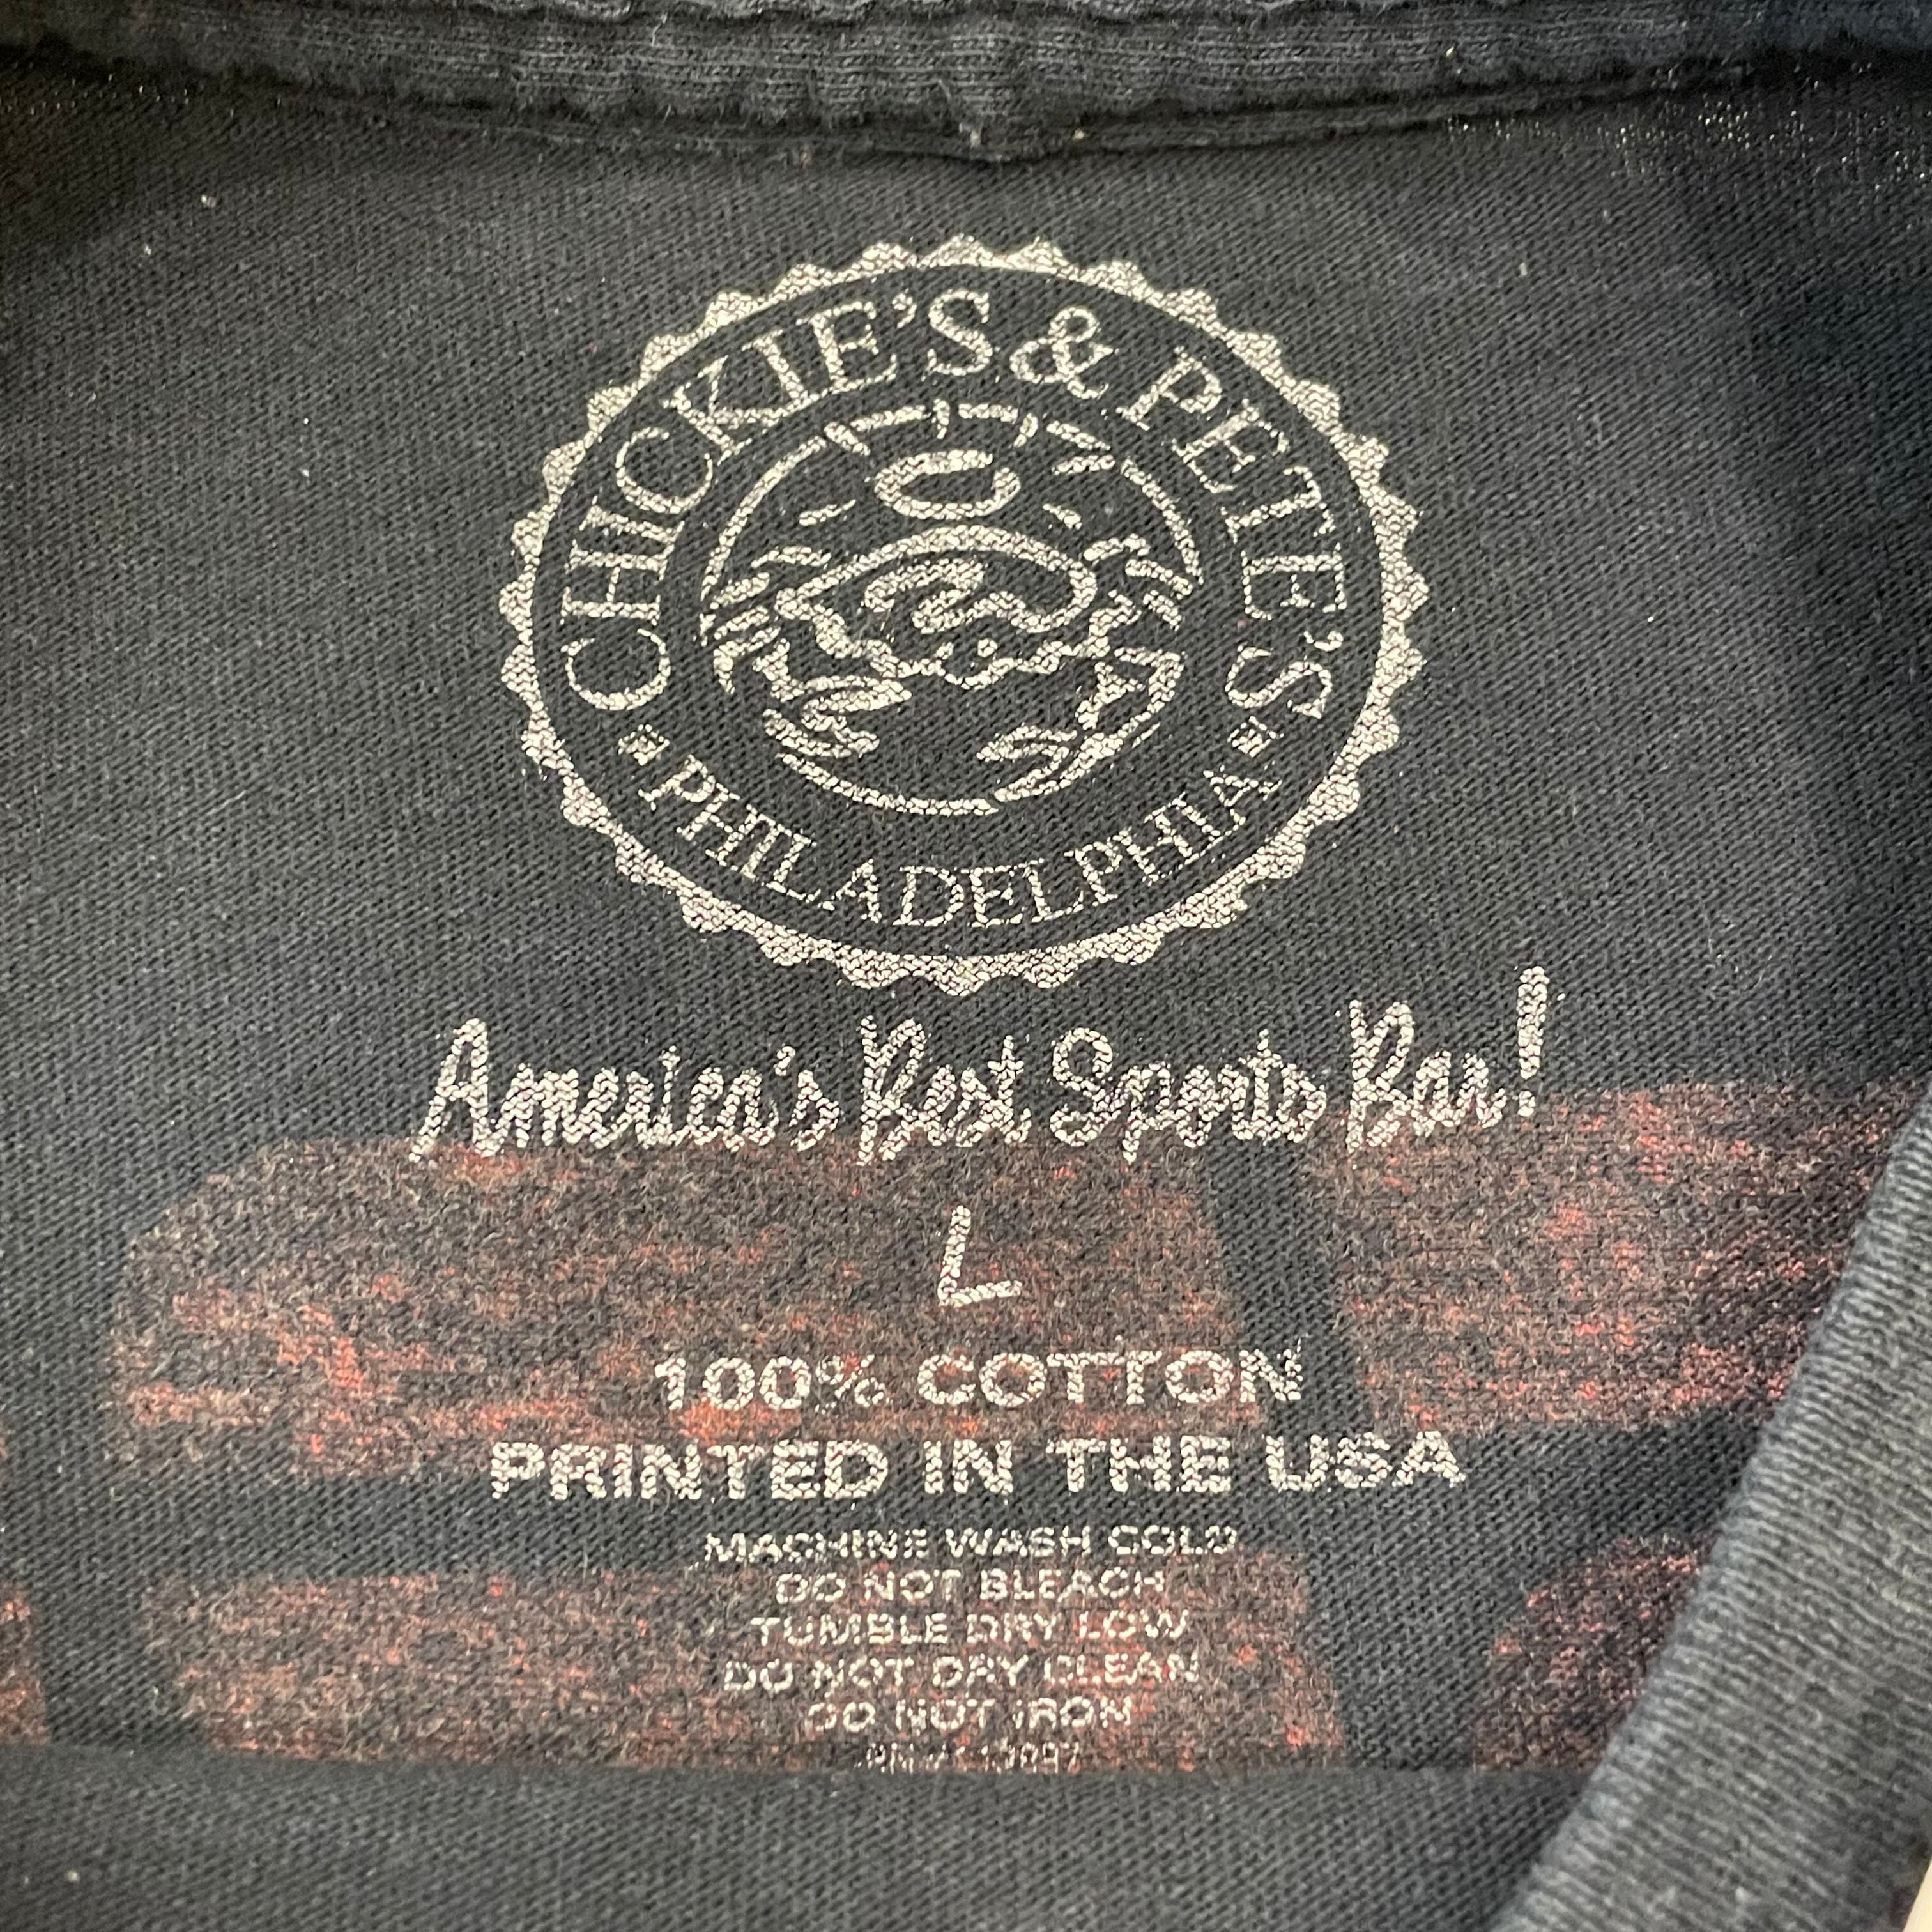 CHICKIE'S & PETE'S
PHILADELPHIA
America's Best Sports Bar!
L
100% COTTON
PRINTED IN THE USA
MACHINE WASH COLD
DO NOT BLEACH
TUMBLE DRY LOW
DO NOT DRY CLEAN
DO NOT IRON